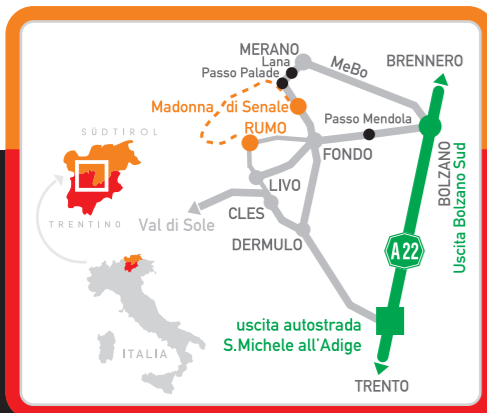 MERANO
Lana
Passo Palade
MeBo
BRENNERO
Madonna di Senale
RUMO
Passo Mendola
FONDO
BOLZANO
Uscita Bolzano Sud
SÜDTIROL
TRENTINO
LIVO
CLES
Val di Sole
DERMULO
A22
uscita autostrada
S.Michele all'Adige
ITALIA
TRENTO